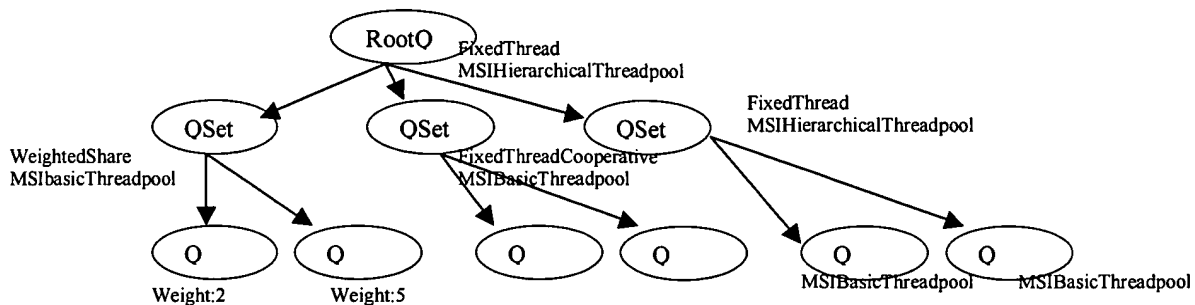 RootQ
FixedThread
MSIHierarchicalThreadpool
QSet
QSet
QSet
FixedThread
MSIHierarchicalThreadpool
WeightedShare
MSIbasicThreadpool
FixedThreadCooperative
MSIBasicThreadpool
Q
Q
Q
Q
Q
Q
Weight:2
Weight:5
MSIBasicThreadpool
MSIBasicThreadpool